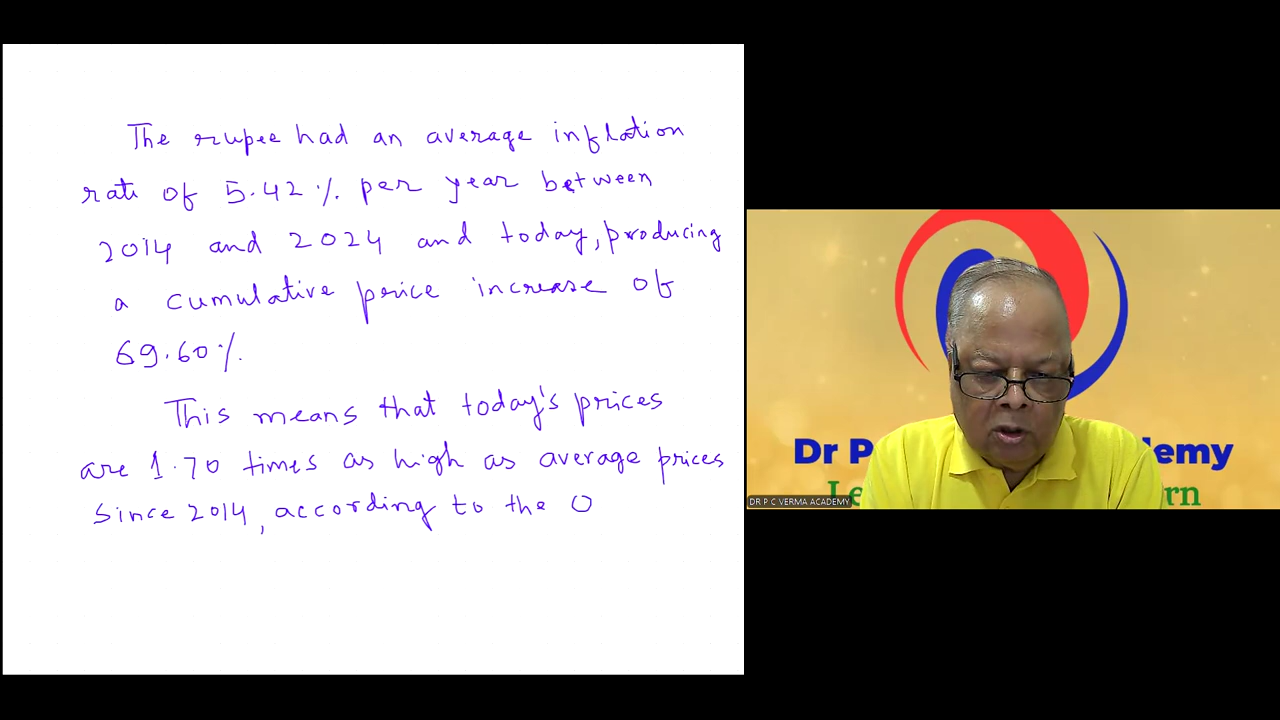 The rupee had an average inflation
rate of 5.42% per year between
2014 and 2024 and today, producing
a cumulative price increase of
69.60%.
This means that today's prices
are 1.70 times as high as average prices
Since 2014, according to the O
Dr P emy
Le rn
DR P C VERMA ACADEMY